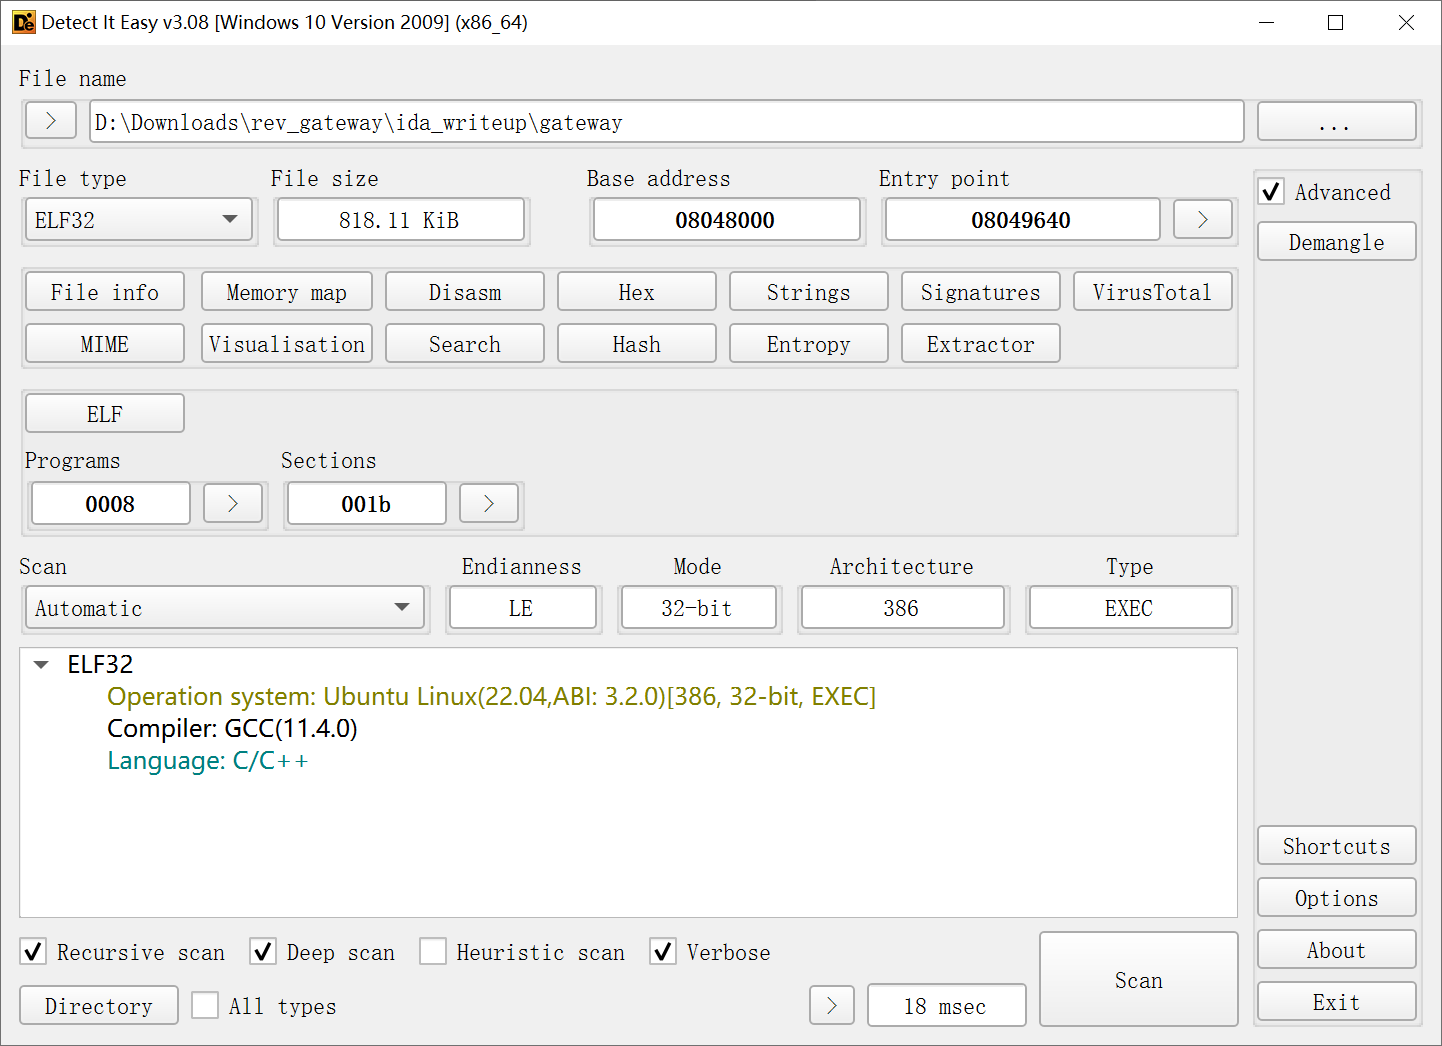 Detect It Easy v3.08 [Windows 10 Version 2009] (x86_64)
File name
> D:\Downloads\rev_gateway\ida_writeup\gateway ...
File type File size Base address Entry point
ELF32 818.11 KiB 08048000 08049640 >
Advanced
Demangle
File info Memory map Disasm Hex Strings Signatures VirusTotal
MIME Visualisation Search Hash Entropy Extractor
ELF
Programs Sections
0008 > 001b >
Scan Endianness Mode Architecture Type
Automatic LE 32-bit 386 EXEC
ELF32
Operation system: Ubuntu Linux(22.04,ABI: 3.2.0)[386, 32-bit, EXEC]
Compiler: GCC(11.4.0)
Language: C/C++
Shortcuts
Options
About
Exit
Recursive scan Deep scan Heuristic scan Verbose
Directory All types > 18 msec Scan